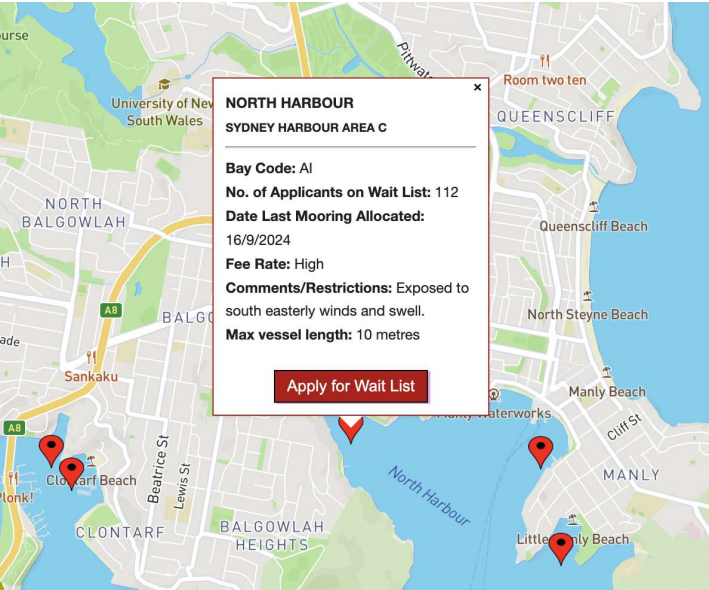 urse
Pittwate
Room two ten
University of New
South Wales
QUEENSCLIFF
×
NORTH HARBOUR
SYDNEY HARBOUR AREA C
Bay Code: AI
No. of Applicants on Wait List: 112
Date Last Mooring Allocated:
16/9/2024
Fee Rate: High
Comments/Restrictions: Exposed to
south easterly winds and swell.
Max vessel length: 10 metres
Apply for Wait List
NORTH
BALGOWLAH
Queenscliff Beach
H
A8
BALGO
North Steyne Beach
ade
Sankaku
Manly Beach
Manly Waterworks
Cliff St
A8
Beatrice St
Lewis St
Clontarf Beach
Plonk!
North Harbour
MANLY
CLONTARF
BALGOWLAH
HEIGHTS
Little Manly Beach